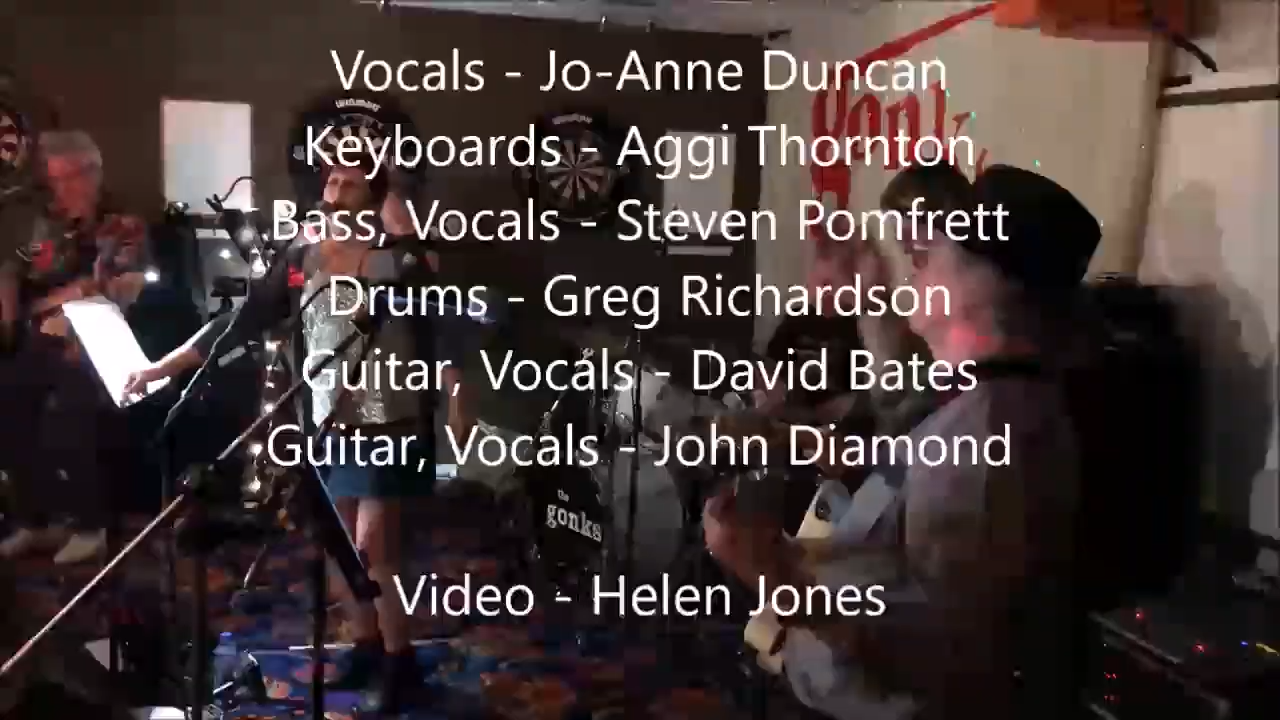 Vocals - Jo-Anne Duncan
Keyboards - Aggi Thornton
Bass, Vocals - Steven Pomfrett
Drums - Greg Richardson
Guitar, Vocals - David Bates
Guitar, Vocals - John Diamond
the
gonks
Video - Helen Jones